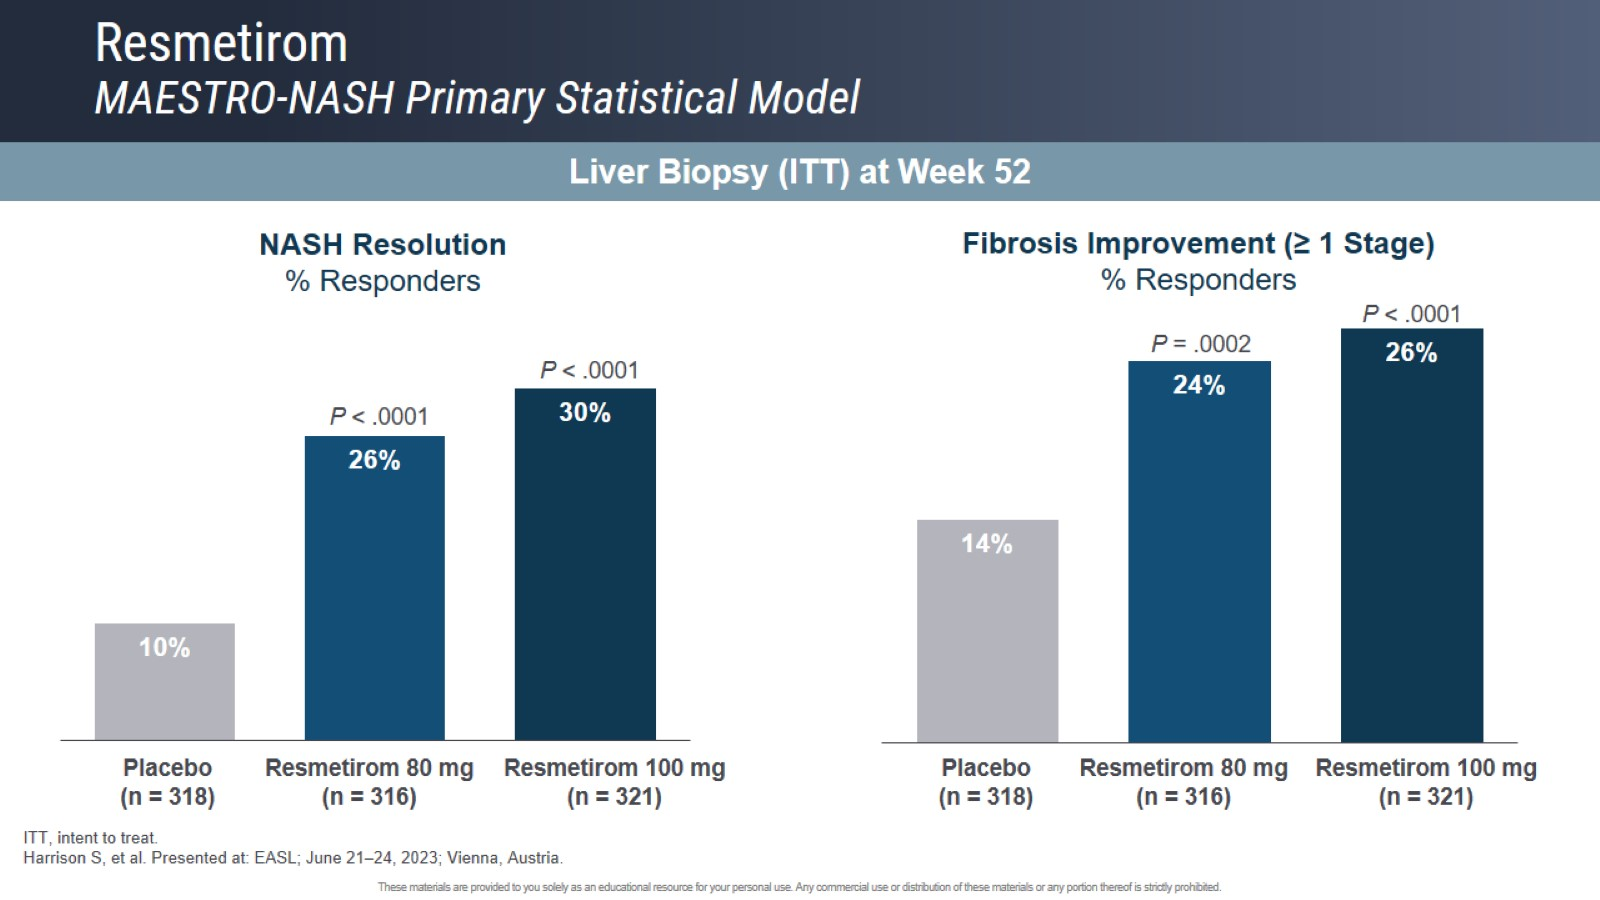 Resmetirom
MAESTRO-NASH Primary Statistical Model
Liver Biopsy (ITT) at Week 52
NASH Resolution
% Responders
P < .0001
P < .0001
10%
26%
30%
Placebo
(n = 318)
Resmetirom 80 mg
(n = 316)
Resmetirom 100 mg
(n = 321)
Fibrosis Improvement (≥ 1 Stage)
% Responders
P = .0002
P < .0001
14%
24%
26%
Placebo
(n = 318)
Resmetirom 80 mg
(n = 316)
Resmetirom 100 mg
(n = 321)
ITT, intent to treat.
Harrison S, et al. Presented at: EASL; June 21–24, 2023; Vienna, Austria.
These materials are provided to you solely as an educational resource for your personal use. Any commercial use or distribution of these materials or any portion thereof is strictly prohibited.